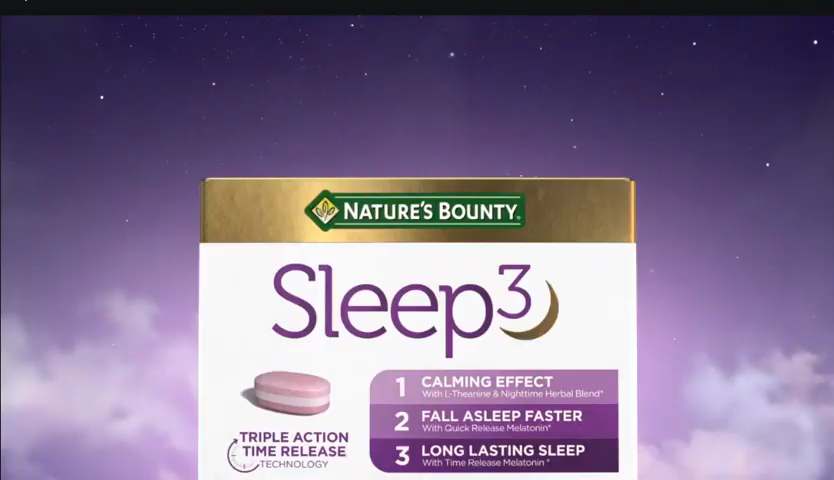 NATURE'S BOUNTY®
Sleep3
1 CALMING EFFECT
With L-Theanine & Nighttime Herbal Blend*
2 FALL ASLEEP FASTER
With Quick Release Melatonin*
3 LONG LASTING SLEEP
With Time Release Melatonin *
TRIPLE ACTION
TIME RELEASE
TECHNOLOGY